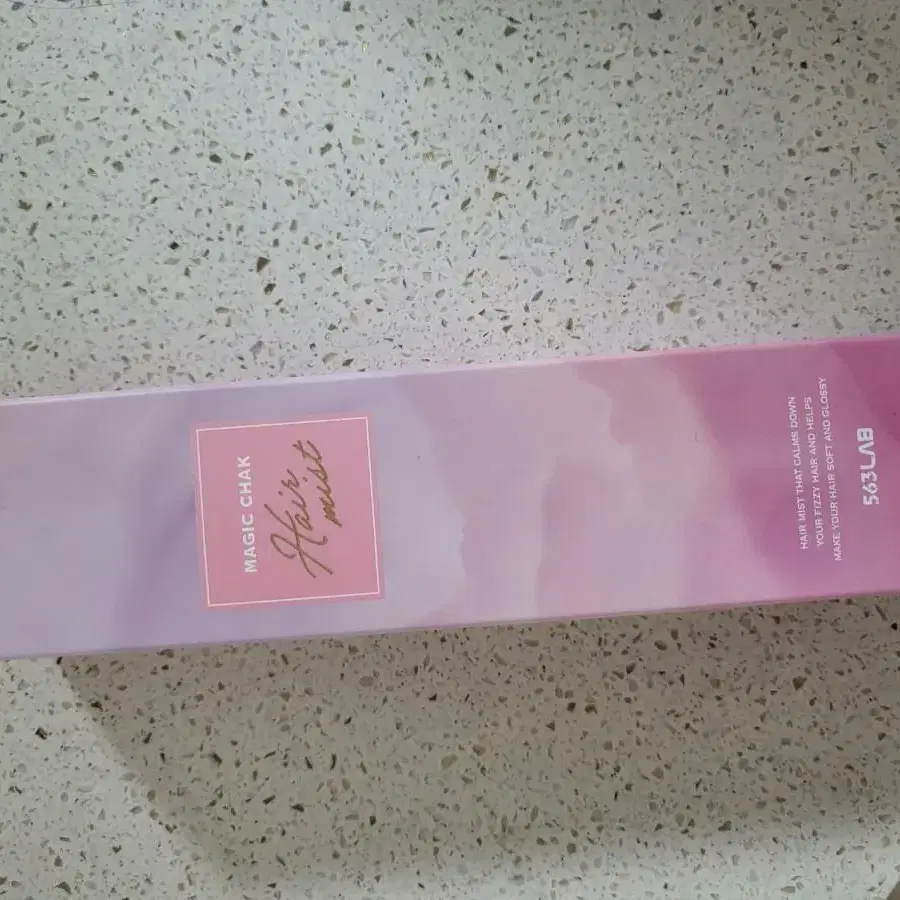 MAGIC CHAK
Hair
mist
HAIR MIST THAT CALMS DOWN
YOUR FIZZY HAIR AND HELPS
MAKE YOUR HAIR SOFT AND GLOSSY
563LAB